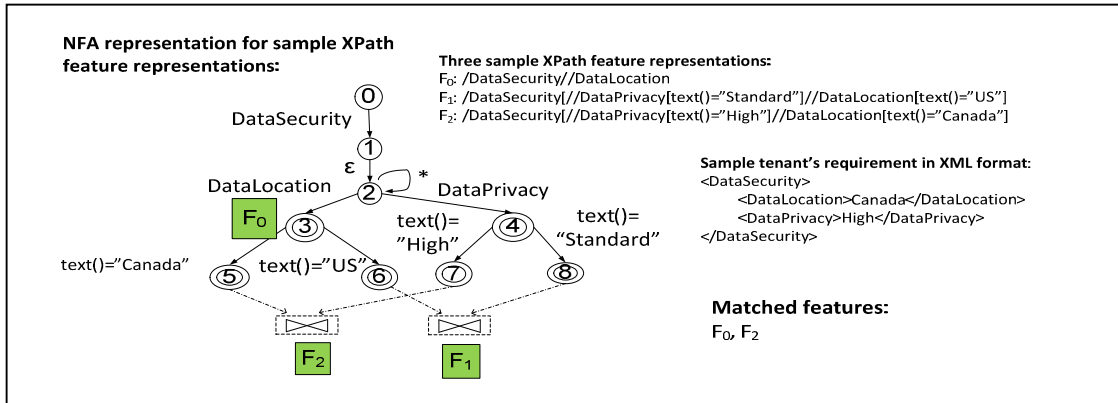 NFA representation for sample XPath
feature representations:
Three sample XPath feature representations:
F₀: /DataSecurity//DataLocation
F₁: /DataSecurity[//DataPrivacy[text()="Standard"]//DataLocation[text()="US"]
F₂: /DataSecurity[//DataPrivacy[text()="High"]//DataLocation[text()="Canada"]
0
DataSecurity
1
ε
2
*
DataLocation
DataPrivacy
F₀
3
4
text()=
"High"
text()=
"Standard"
text()="Canada"
text()="US"
5
6
7
8
F₂
F₁
Sample tenant's requirement in XML format:
<DataSecurity>
<DataLocation>Canada</DataLocation>
<DataPrivacy>High</DataPrivacy>
</DataSecurity>
Matched features:
F₀, F₂